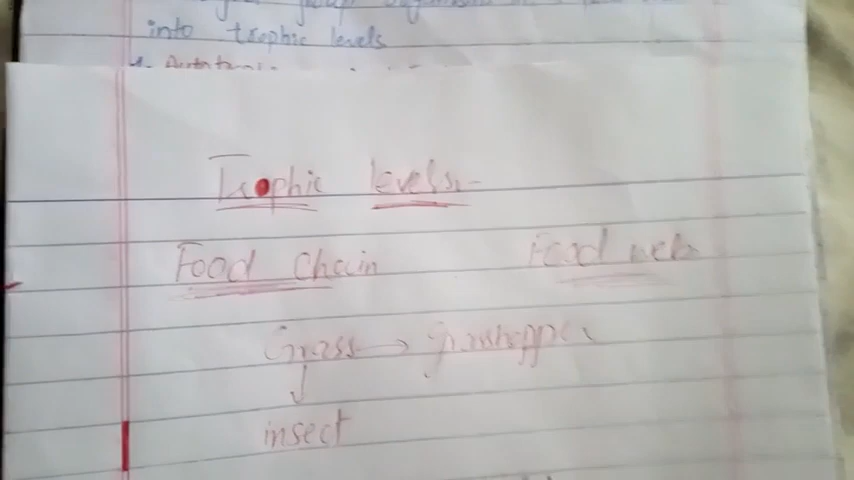 into trophic levels
Trophic levels:-
Food Chain Food web
Grass → Grasshopper
↓
insect